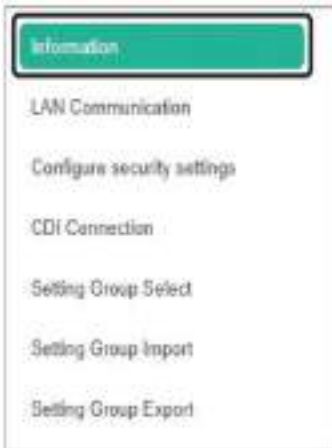 Information
LAN Communication
Configure security settings
CDI Connection
Setting Group Select
Setting Group Import
Setting Group Export